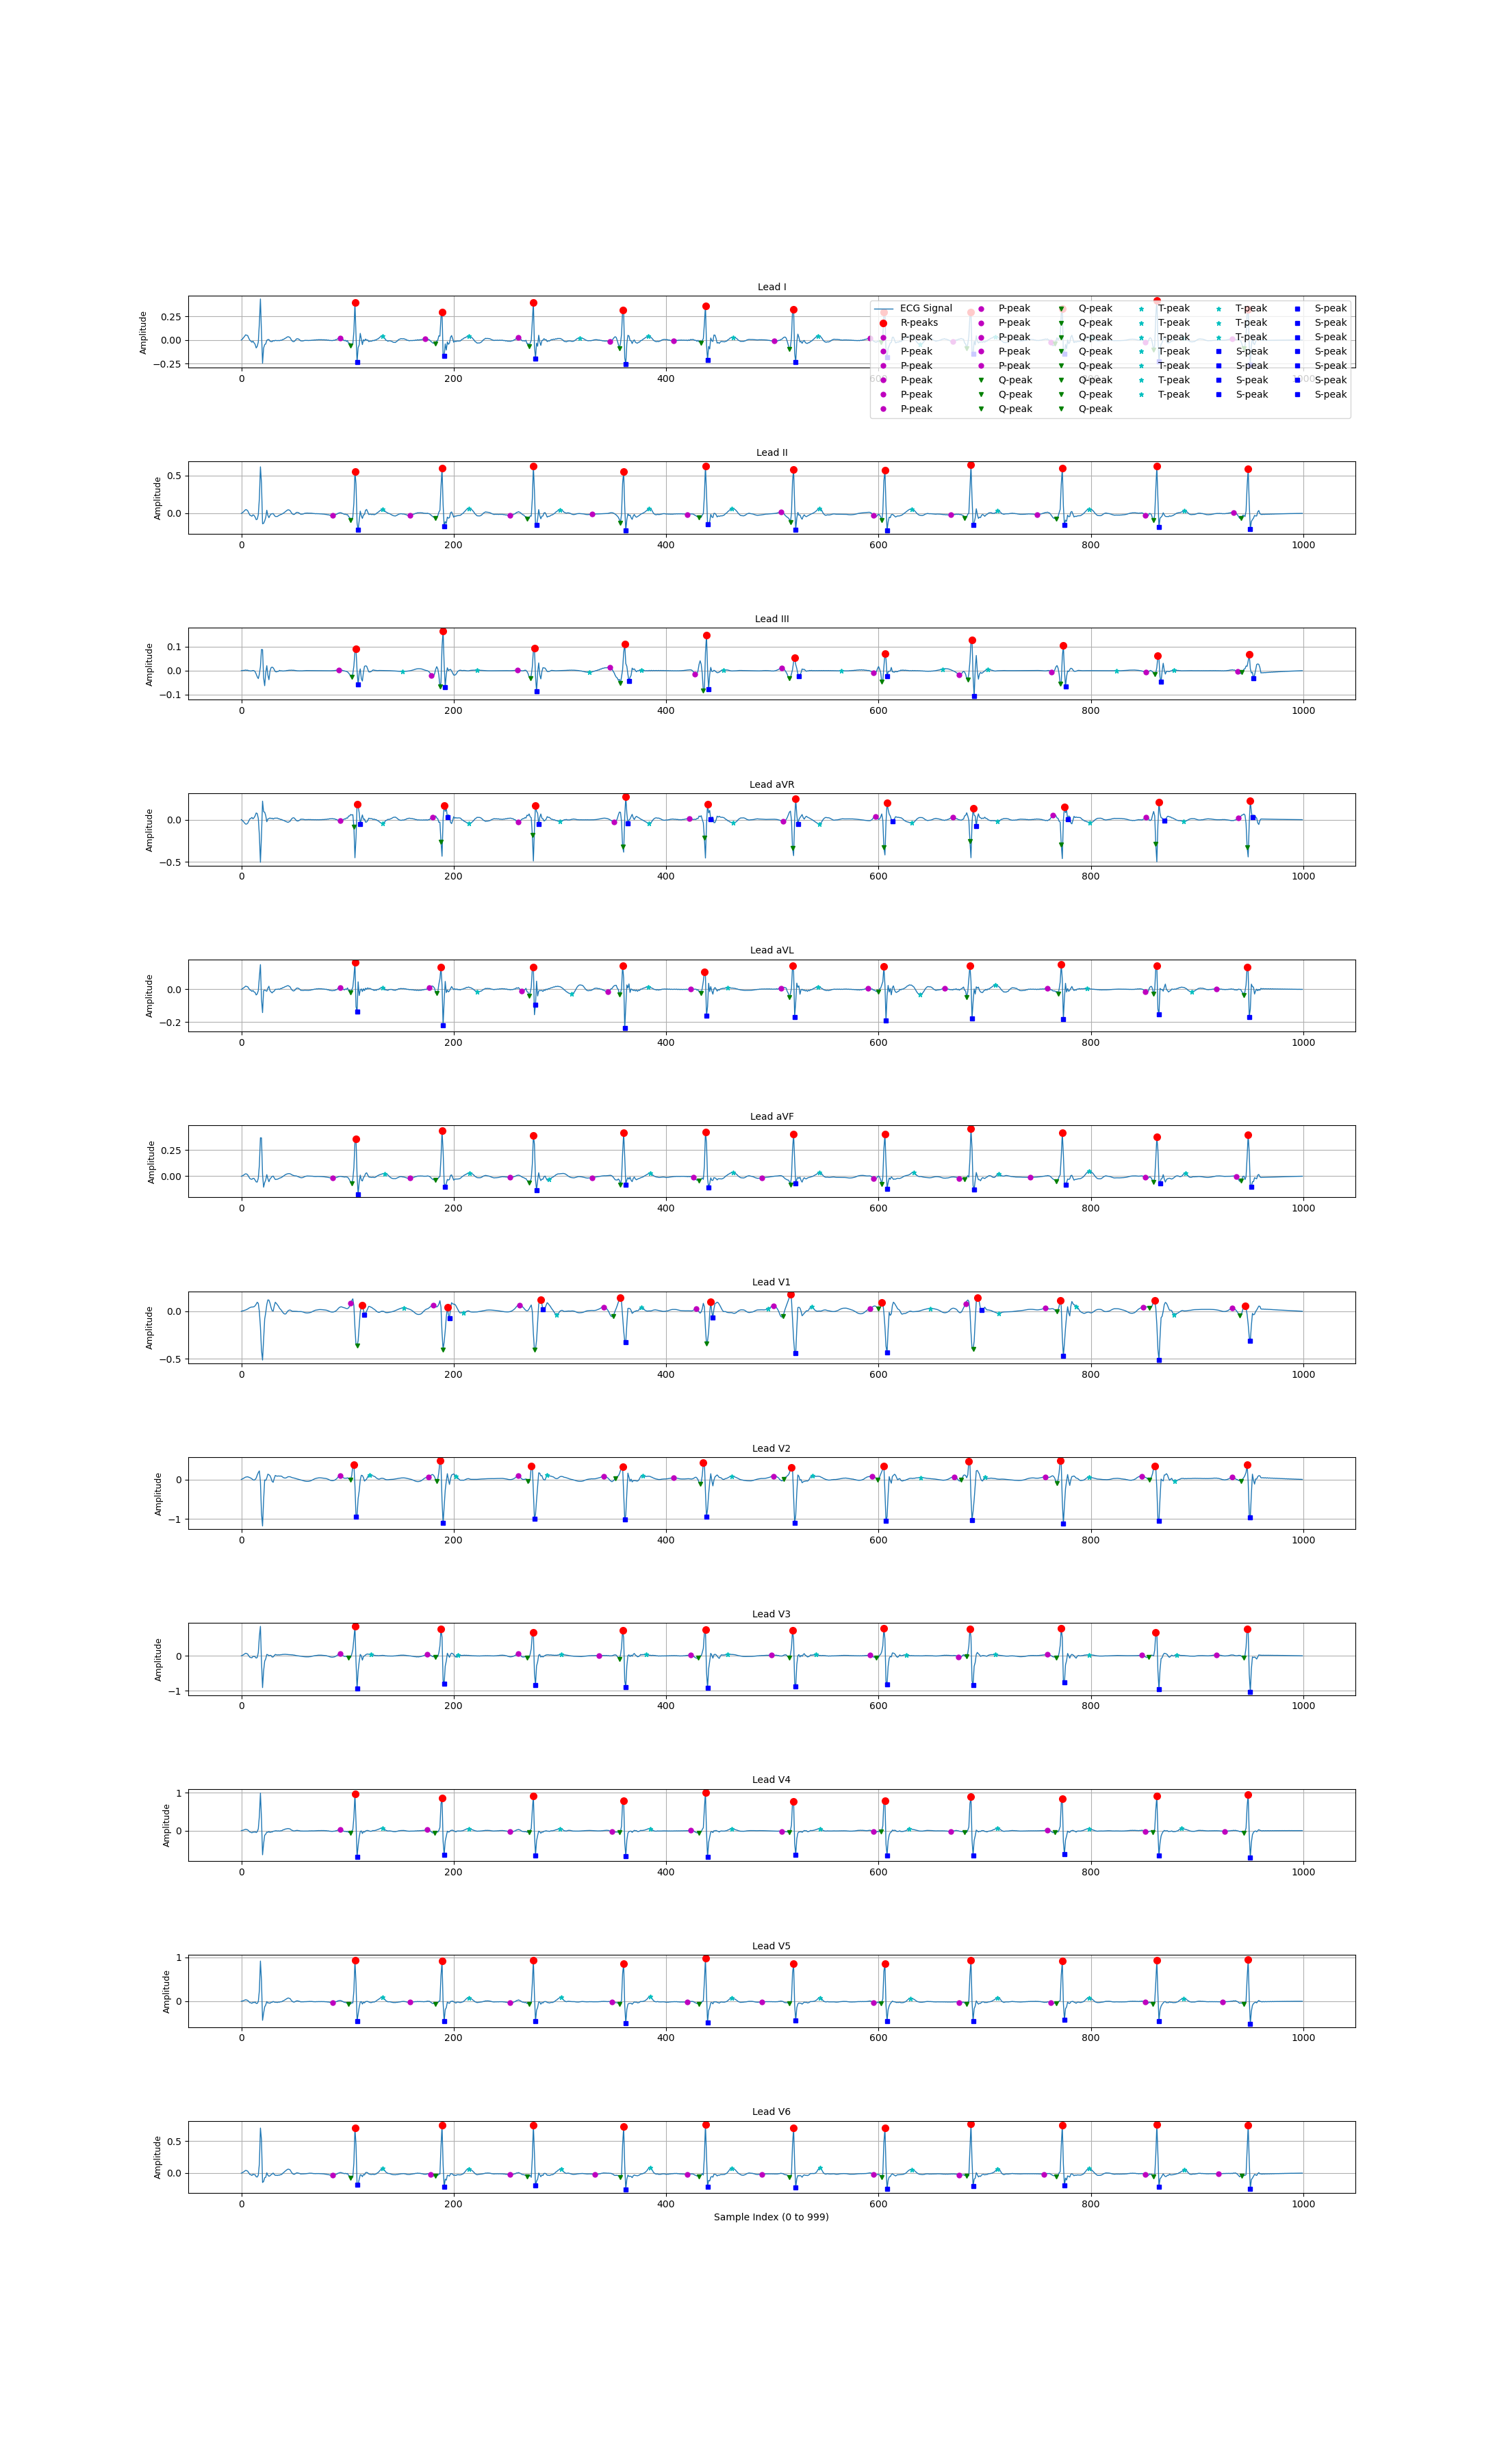 Lead I
Amplitude
0.25
0.00
−0.25
0 200 400 600 800 1000
ECG Signal P-peak Q-peak T-peak T-peak S-peak
R-peaks P-peak Q-peak T-peak T-peak S-peak
P-peak P-peak Q-peak T-peak T-peak S-peak
P-peak P-peak Q-peak T-peak S-peak S-peak
P-peak P-peak Q-peak T-peak S-peak S-peak
P-peak Q-peak Q-peak T-peak S-peak S-peak
P-peak Q-peak Q-peak T-peak S-peak S-peak
P-peak Q-peak Q-peak
Lead II
Amplitude
0.5
0.0
0 200 400 600 800 1000
Lead III
Amplitude
0.1
0.0
−0.1
0 200 400 600 800 1000
Lead aVR
Amplitude
0.0
−0.5
0 200 400 600 800 1000
Lead aVL
Amplitude
0.0
−0.2
0 200 400 600 800 1000
Lead aVF
Amplitude
0.25
0.00
0 200 400 600 800 1000
Lead V1
Amplitude
0.0
−0.5
0 200 400 600 800 1000
Lead V2
Amplitude
0
−1
0 200 400 600 800 1000
Lead V3
Amplitude
0
−1
0 200 400 600 800 1000
Lead V4
Amplitude
1
0
0 200 400 600 800 1000
Lead V5
Amplitude
1
0
0 200 400 600 800 1000
Lead V6
Amplitude
0.5
0.0
0 200 400 600 800 1000
Sample Index (0 to 999)